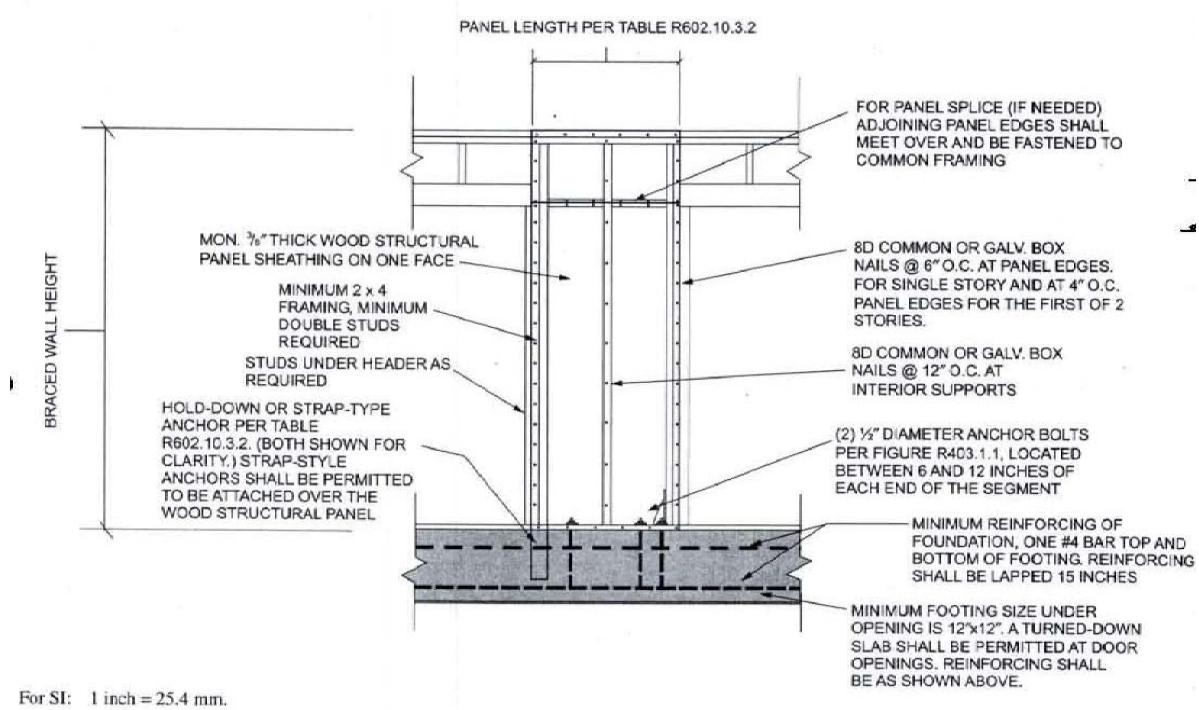 PANEL LENGTH PER TABLE R602.10.3.2
FOR PANEL SPLICE (IF NEEDED)
ADJOINING PANEL EDGES SHALL
MEET OVER AND BE FASTENED TO
COMMON FRAMING
MON. 3/8" THICK WOOD STRUCTURAL
PANEL SHEATHING ON ONE FACE
8D COMMON OR GALV. BOX
NAILS @ 6" O.C. AT PANEL EDGES.
FOR SINGLE STORY AND AT 4" O.C.
PANEL EDGES FOR THE FIRST OF 2
STORIES.
MINIMUM 2 x 4
FRAMING, MINIMUM
DOUBLE STUDS
REQUIRED
BRACED WALL HEIGHT
STUDS UNDER HEADER AS
REQUIRED
8D COMMON OR GALV. BOX
NAILS @ 12" O.C. AT
INTERIOR SUPPORTS
HOLD-DOWN OR STRAP-TYPE
ANCHOR PER TABLE
R602.10.3.2. (BOTH SHOWN FOR
CLARITY.) STRAP-STYLE
ANCHORS SHALL BE PERMITTED
TO BE ATTACHED OVER THE
WOOD STRUCTURAL PANEL
(2) ½" DIAMETER ANCHOR BOLTS
PER FIGURE R403.1.1, LOCATED
BETWEEN 6 AND 12 INCHES OF
EACH END OF THE SEGMENT
MINIMUM REINFORCING OF
FOUNDATION, ONE #4 BAR TOP AND
BOTTOM OF FOOTING. REINFORCING
SHALL BE LAPPED 15 INCHES
MINIMUM FOOTING SIZE UNDER
OPENING IS 12"x12". A TURNED-DOWN
SLAB SHALL BE PERMITTED AT DOOR
OPENINGS. REINFORCING SHALL
BE AS SHOWN ABOVE.
For SI: 1 inch = 25.4 mm.